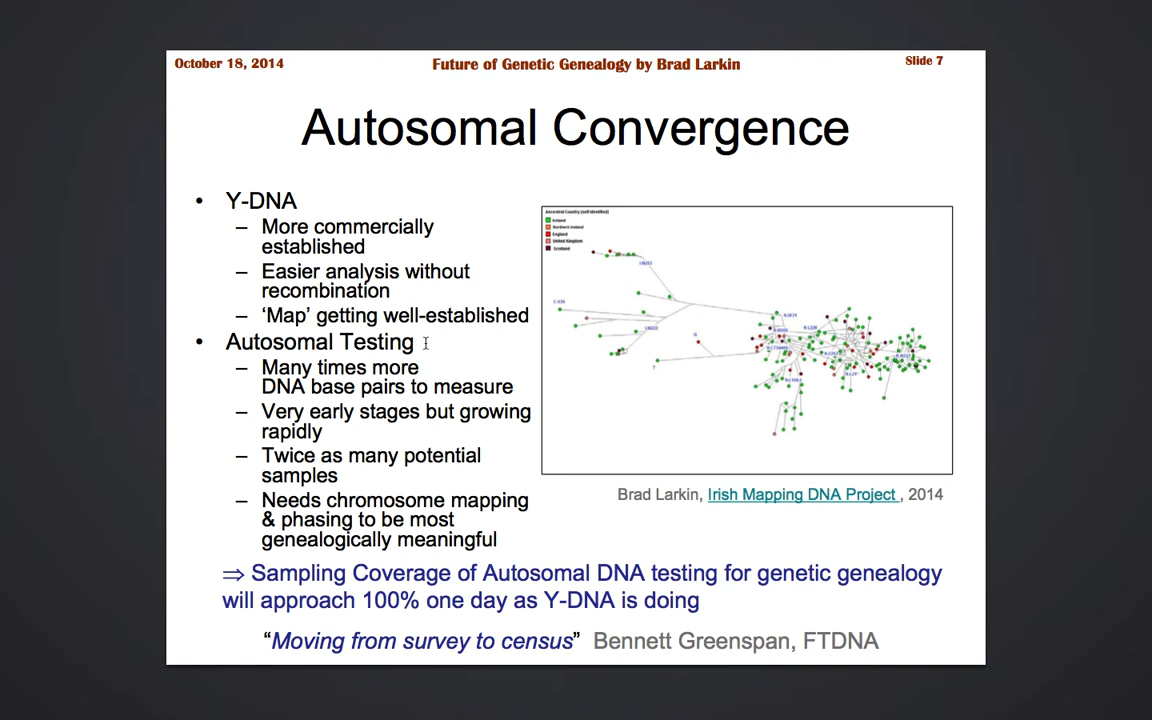 October 18, 2014
Future of Genetic Genealogy by Brad Larkin
Slide 7
Autosomal Convergence
• Y-DNA
– More commercially
established
– Easier analysis without
recombination
– ‘Map’ getting well-established
• Autosomal Testing
– Many times more
DNA base pairs to measure
– Very early stages but growing
rapidly
– Twice as many potential
samples
– Needs chromosome mapping
& phasing to be most
genealogically meaningful
Ancestral Country (self identified)
Ireland
Northern Ireland
England
United Kingdom
Scotland
Brad Larkin, Irish Mapping DNA Project , 2014
⇒ Sampling Coverage of Autosomal DNA testing for genetic genealogy
will approach 100% one day as Y-DNA is doing
“Moving from survey to census” Bennett Greenspan, FTDNA